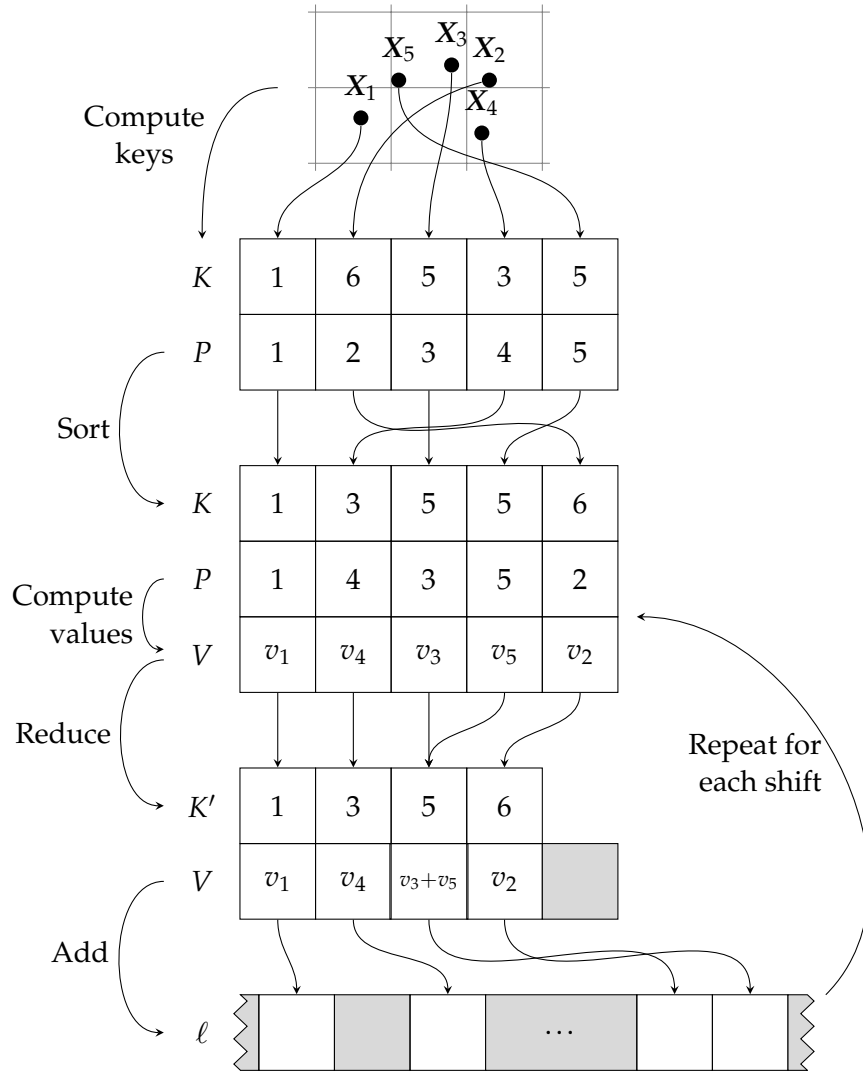 X₃
X₅ X₂
X₁ X₄
Compute
keys
K 1 6 5 3 5
P 1 2 3 4 5
Sort
K 1 3 5 5 6
P 1 4 3 5 2
Compute
values
V v₁ v₄ v₃ v₅ v₂
Reduce
Repeat for
each shift
K′ 1 3 5 6
V v₁ v₄ v₃+v₅ v₂
Add
ℓ ⋯